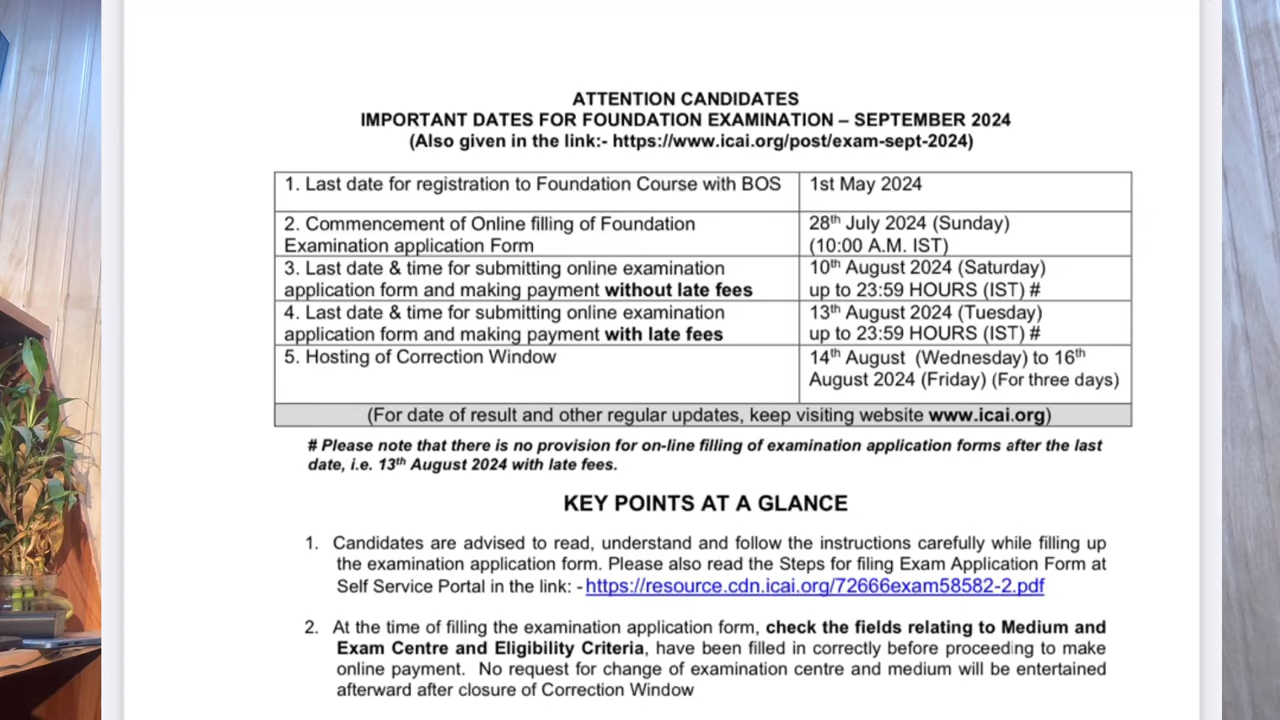 ATTENTION CANDIDATES
IMPORTANT DATES FOR FOUNDATION EXAMINATION – SEPTEMBER 2024
(Also given in the link:- https://www.icai.org/post/exam-sept-2024)
1. Last date for registration to Foundation Course with BOS 1st May 2024
2. Commencement of Online filling of Foundation 28th July 2024 (Sunday)
Examination application Form (10:00 A.M. IST)
3. Last date & time for submitting online examination 10th August 2024 (Saturday)
application form and making payment without late fees up to 23:59 HOURS (IST) #
4. Last date & time for submitting online examination 13th August 2024 (Tuesday)
application form and making payment with late fees up to 23:59 HOURS (IST) #
5. Hosting of Correction Window 14th August (Wednesday) to 16th
August 2024 (Friday) (For three days)
(For date of result and other regular updates, keep visiting website www.icai.org)
# Please note that there is no provision for on-line filling of examination application forms after the last
date, i.e. 13th August 2024 with late fees.
KEY POINTS AT A GLANCE
1. Candidates are advised to read, understand and follow the instructions carefully while filling up
the examination application form. Please also read the Steps for filing Exam Application Form at
Self Service Portal in the link: - https://resource.cdn.icai.org/72666exam58582-2.pdf
2. At the time of filling the examination application form, check the fields relating to Medium and
Exam Centre and Eligibility Criteria, have been filled in correctly before proceeding to make
online payment. No request for change of examination centre and medium will be entertained
afterward after closure of Correction Window